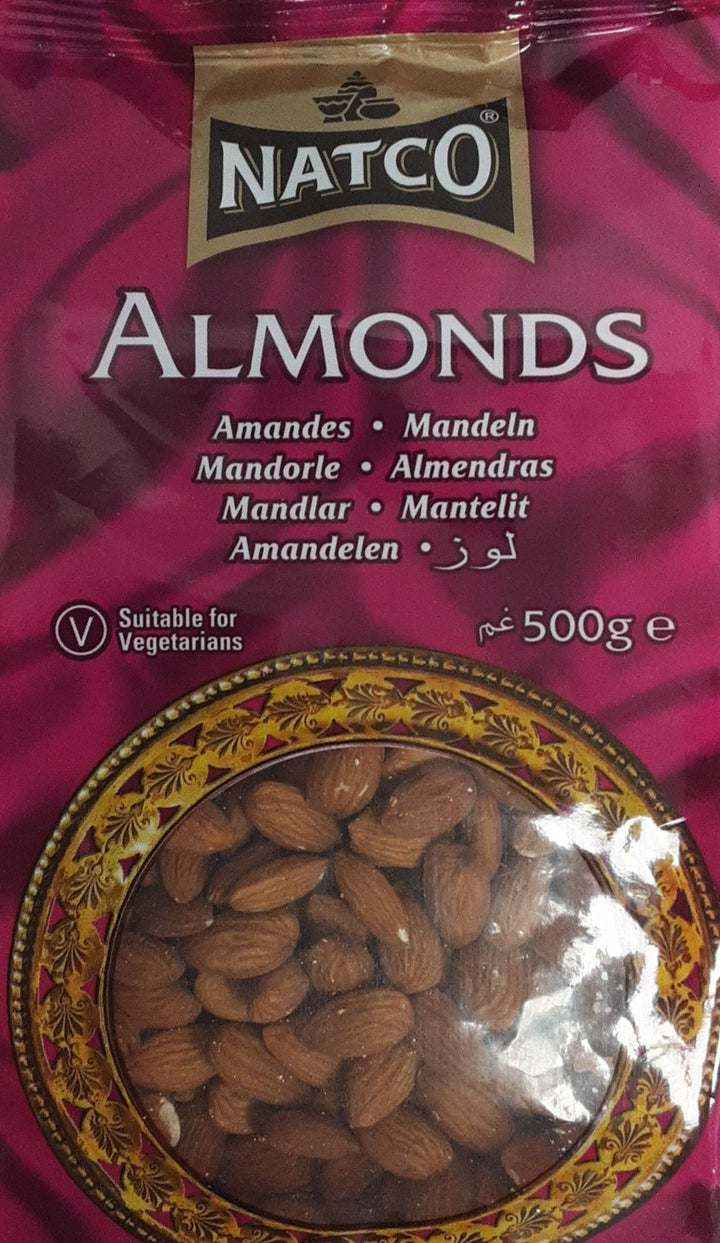 NATCO®
ALMONDS
Amandes • Mandeln
Mandorle • Almendras
Mandlar • Mantelit
Amandelen • لوز
V Suitable for
Vegetarians
500g e غم